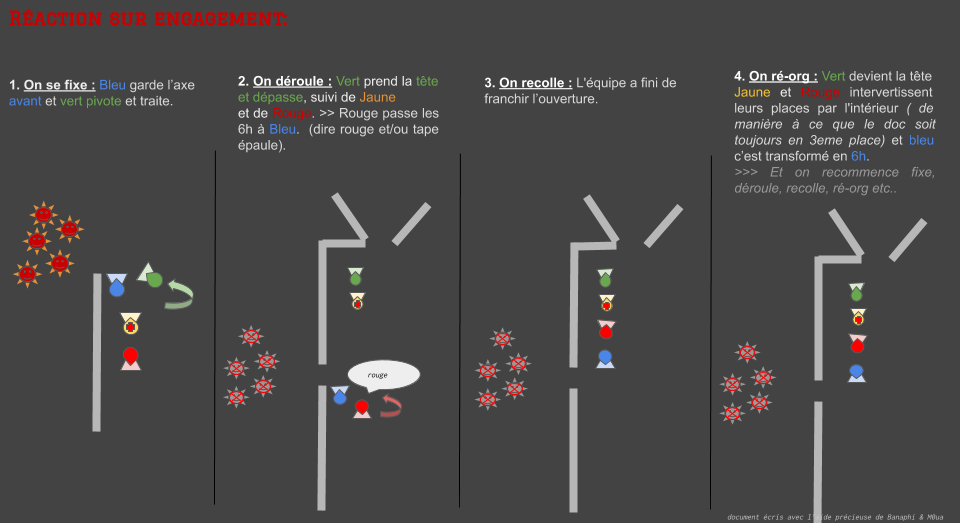 Réaction sur engagement:
1. On se fixe : Bleu garde l'axe
avant et vert pivote et traite.
2. On déroule : Vert prend la tête
et dépasse, suivi de Jaune
et de Rouge. >> Rouge passe les
6h à Bleu. (dire rouge et/ou tape
épaule).
rouge
3. On recolle : L'équipe a fini de
franchir l'ouverture.
4. On ré-org : Vert devient la tête
Jaune et Rouge intervertissent
leurs places par l'intérieur ( de
manière à ce que le doc soit
toujours en 3eme place) et bleu
c'est transformé en 6h.
>>> Et on recommence fixe,
déroule, recolle, ré-org etc..
document écris avec l'aide précieuse de Banaphi & M0ua